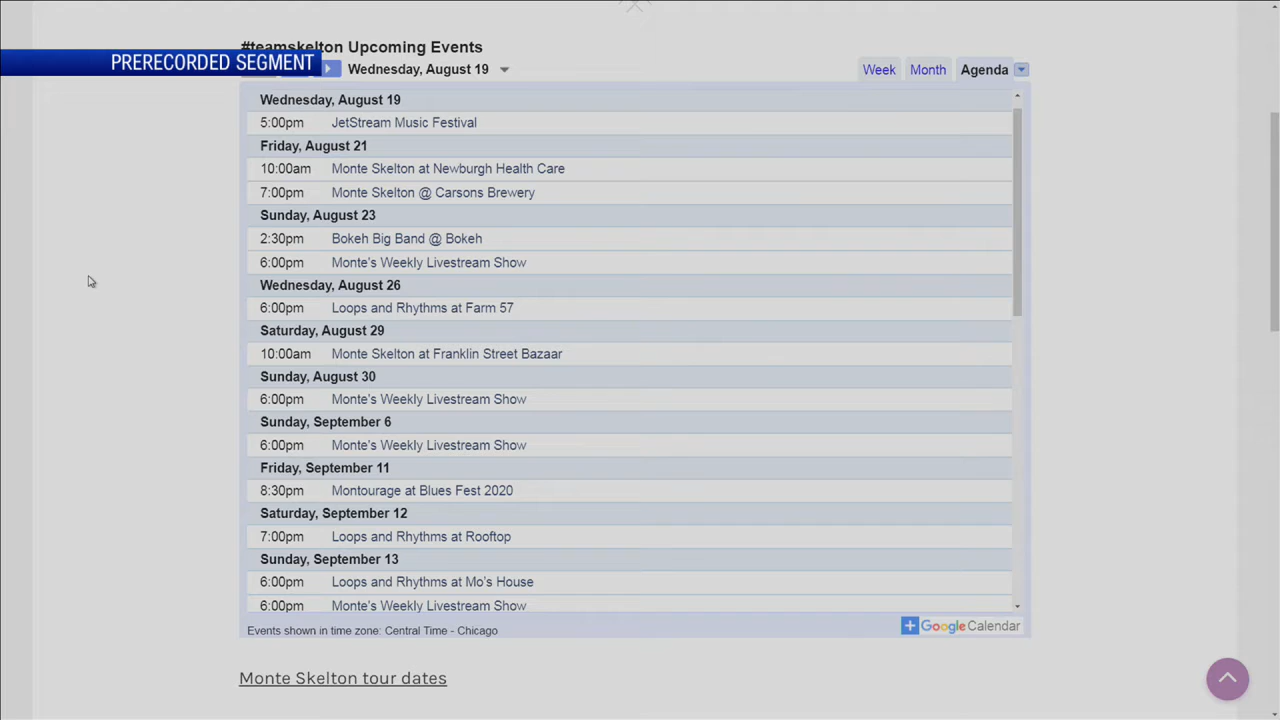 #teamskelton Upcoming Events
PRERECORDED SEGMENT
Wednesday, August 19
Week Month Agenda
Wednesday, August 19
5:00pm JetStream Music Festival
Friday, August 21
10:00am Monte Skelton at Newburgh Health Care
7:00pm Monte Skelton @ Carsons Brewery
Sunday, August 23
2:30pm Bokeh Big Band @ Bokeh
6:00pm Monte's Weekly Livestream Show
Wednesday, August 26
6:00pm Loops and Rhythms at Farm 57
Saturday, August 29
10:00am Monte Skelton at Franklin Street Bazaar
Sunday, August 30
6:00pm Monte's Weekly Livestream Show
Sunday, September 6
6:00pm Monte's Weekly Livestream Show
Friday, September 11
8:30pm Montourage at Blues Fest 2020
Saturday, September 12
7:00pm Loops and Rhythms at Rooftop
Sunday, September 13
6:00pm Loops and Rhythms at Mo's House
6:00pm Monte's Weekly Livestream Show
Events shown in time zone: Central Time - Chicago
Google Calendar
Monte Skelton tour dates